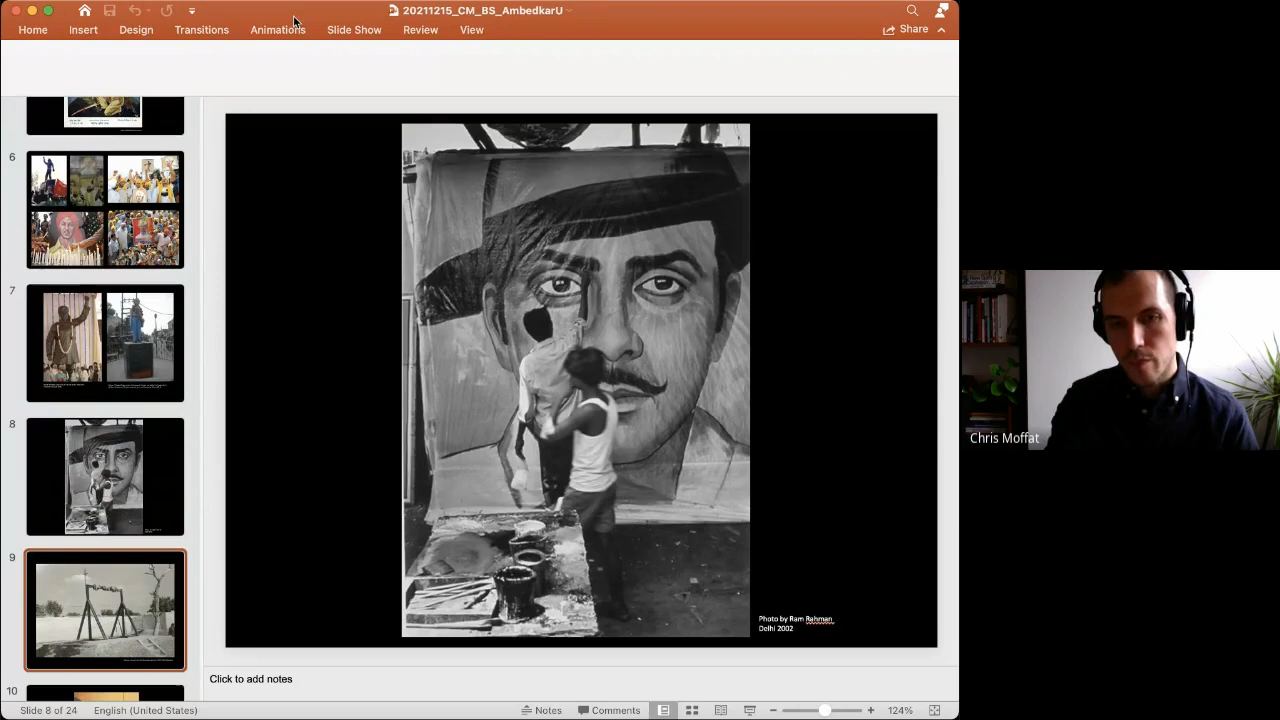 20211215_CM_BS_AmbedkarU
Home Insert Design Transitions Animations Slide Show Review View
Share
6
7
8
9
10
Photo by Ram Rahman
Delhi 2002
Chris Moffat
Click to add notes
Slide 8 of 24 English (United States) Notes Comments 124%